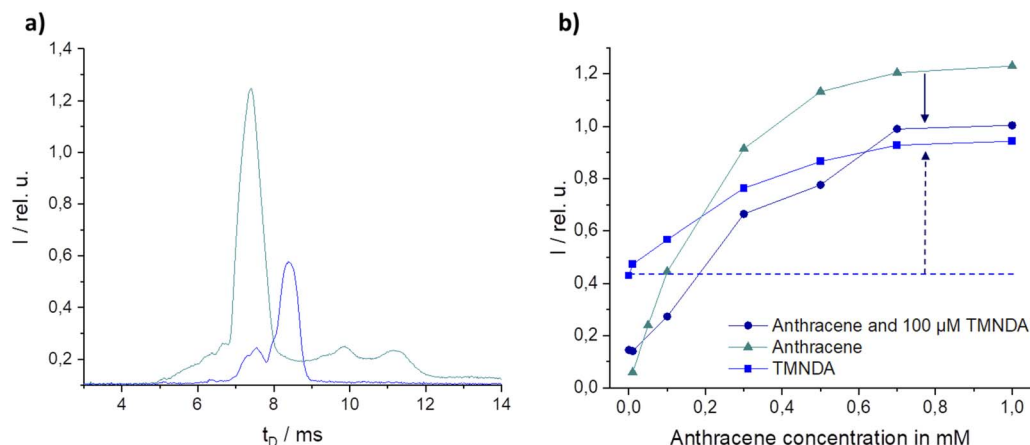 a)
1,4
1,2
1,0
0,8
0,6
0,4
0,2
I / rel. u.
4 6 8 10 12 14
t_D / ms
b)
1,2
1,0
0,8
0,6
0,4
0,2
0,0
I / rel. u.
Anthracene and 100 µM TMNDA
Anthracene
TMNDA
0,0 0,2 0,4 0,6 0,8 1,0
Anthracene concentration in mM